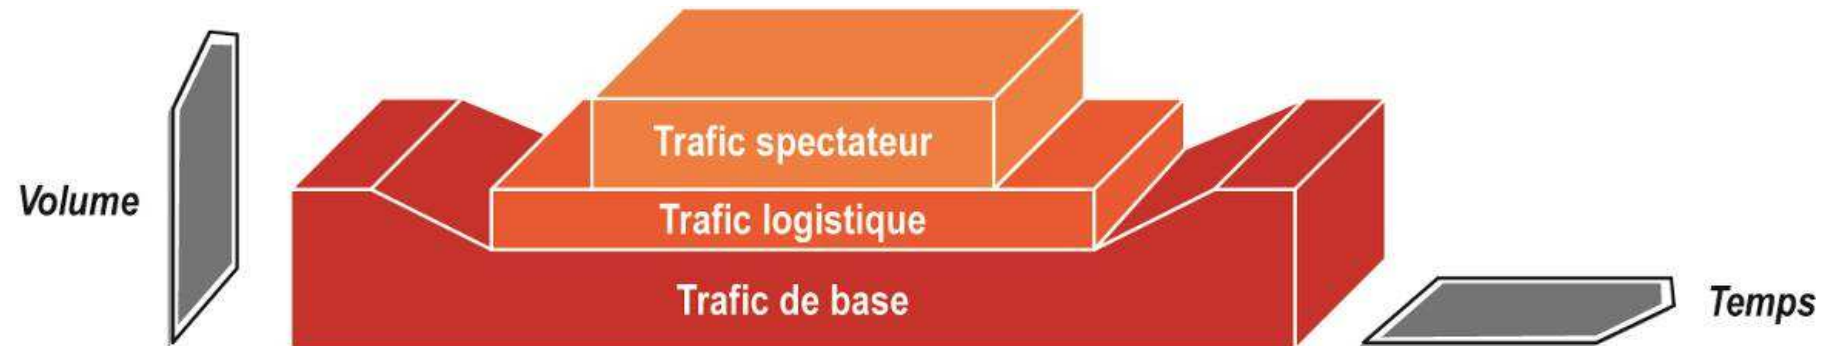 Trafic spectateur
Volume
Trafic logistique
Trafic de base
Temps